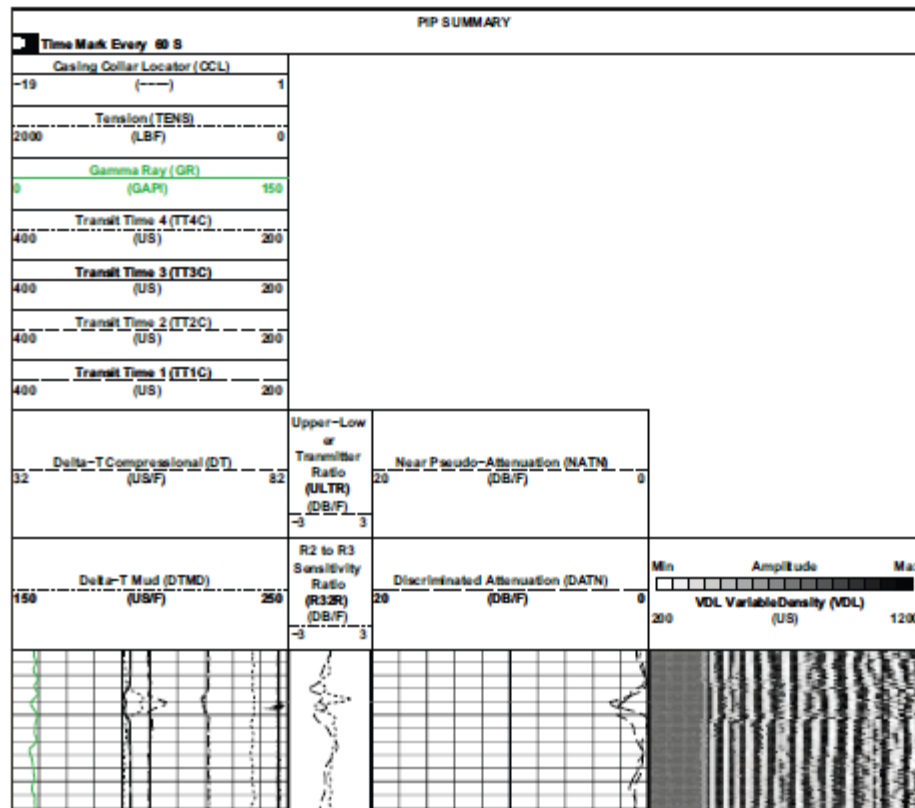 PIP SUMMARY
Time Mark Every 60 S
Casing Collar Locator (CCL)
-19 (----) 1
Tension (TENS)
2000 (LBF) 0
Gamma Ray (GR)
0 (GAPI) 150
Transit Time 4 (TT4C)
400 (US) 200
Transit Time 3 (TT3C)
400 (US) 200
Transit Time 2 (TT2C)
400 (US) 200
Transit Time 1 (TT1C)
400 (US) 200
Delta-T Compressional (DT)
32 (US/F) 82
Upper-Low
er
Tranmitter
Ratio
(ULTR)
(DB/F)
-3 3
Near Pseudo-Attenuation (NATN)
20 (DB/F) 0
Delta-T Mud (DTMD)
150 (US/F) 250
R2 to R3
Sensitivity
Ratio
(R32R)
(DB/F)
-3 3
Discriminated Attenuation (DATN)
20 (DB/F) 0
Min Amplitude Max
VDL VariableDensity (VDL)
200 (US) 1200